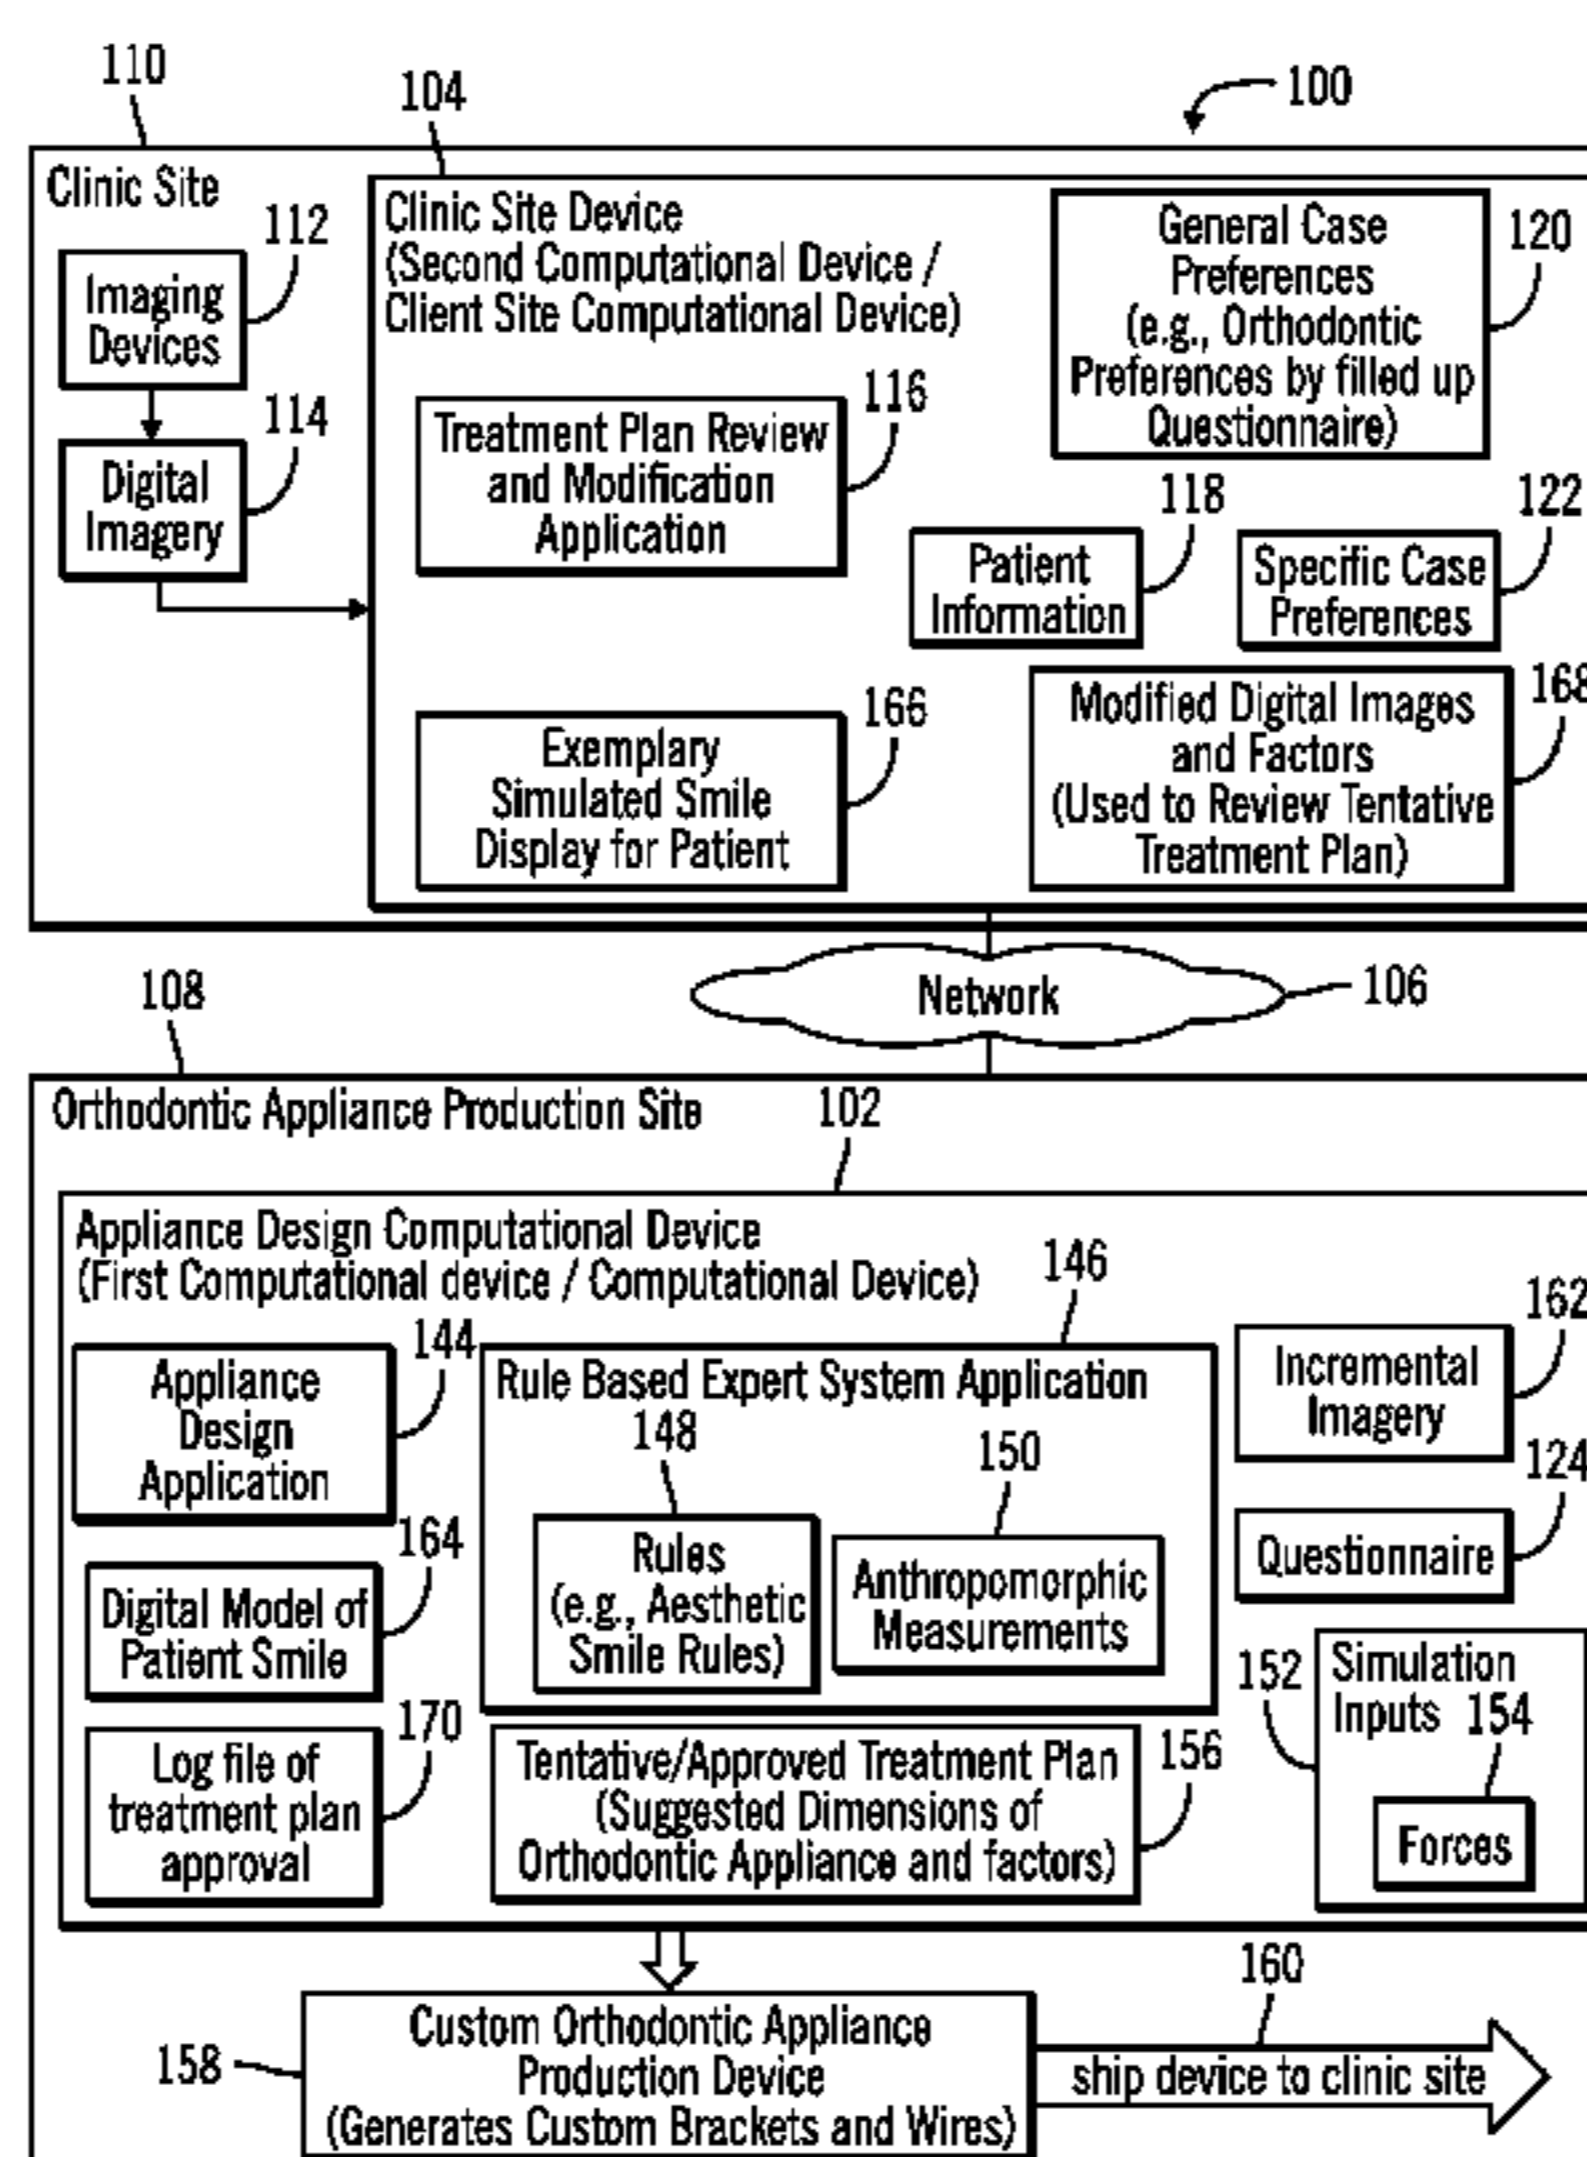 110
104
100
Clinic Site
112
Imaging
Devices
114
Digital
Imagery
Clinic Site Device
(Second Computational Device /
Client Site Computational Device)
General Case
Preferences
(e.g., Orthodontic
Preferences by filled up
Questionnaire)
120
116
Treatment Plan Review
and Modification
Application
118
Patient
Information
122
Specific Case
Preferences
166
Exemplary
Simulated Smile
Display for Patient
168
Modified Digital Images
and Factors
(Used to Review Tentative
Treatment Plan)
Network
106
108
Orthodontic Appliance Production Site
102
Appliance Design Computational Device
(First Computational device / Computational Device)
146
144
Appliance
Design
Application
Rule Based Expert System Application
148
150
Rules
(e.g., Aesthetic
Smile Rules)
Anthropomorphic
Measurements
162
Incremental
Imagery
124
Questionnaire
164
Digital Model of
Patient Smile
152
Simulation
Inputs 154
Forces
170
Log file of
treatment plan
approval
Tentative/Approved Treatment Plan
(Suggested Dimensions of
Orthodontic Appliance and factors)
156
158
Custom Orthodontic Appliance
Production Device
(Generates Custom Brackets and Wires)
160
ship device to clinic site